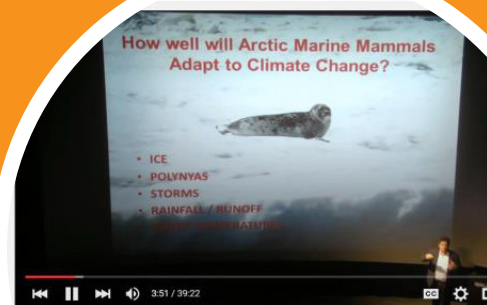 How well will Arctic Marine Mammals
Adapt to Climate Change?
• ICE
• POLYNYAS
• STORMS
• RAINFALL / RUNOFF
3:51 / 39:22
CC